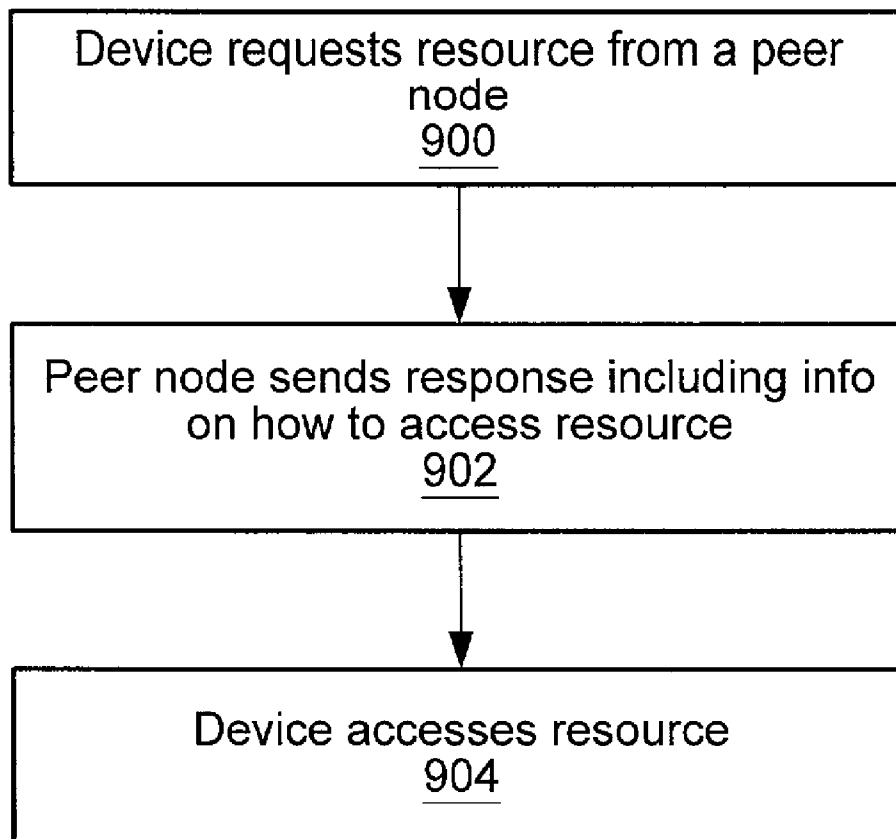 Device requests resource from a peer
node
900
Peer node sends response including info
on how to access resource
902
Device accesses resource
904